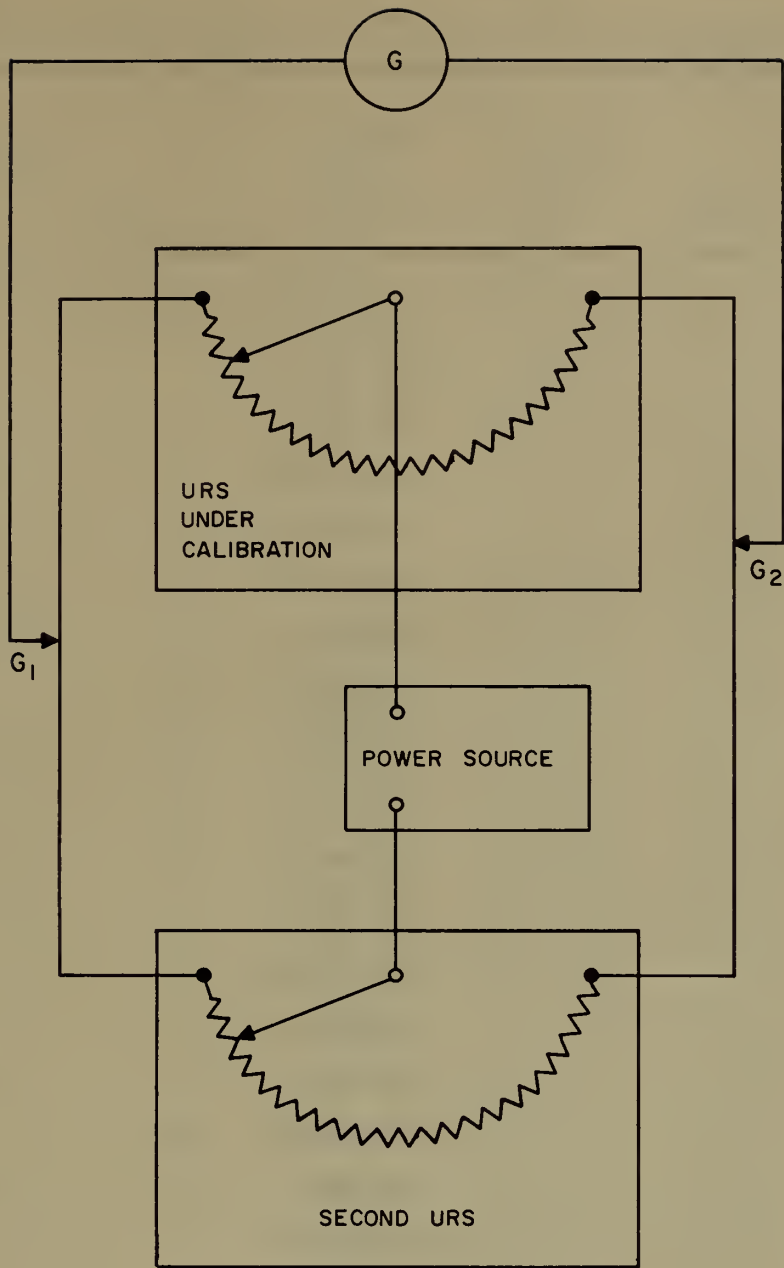 G
URS
UNDER
CALIBRATION
G2
G1
POWER SOURCE
SECOND URS